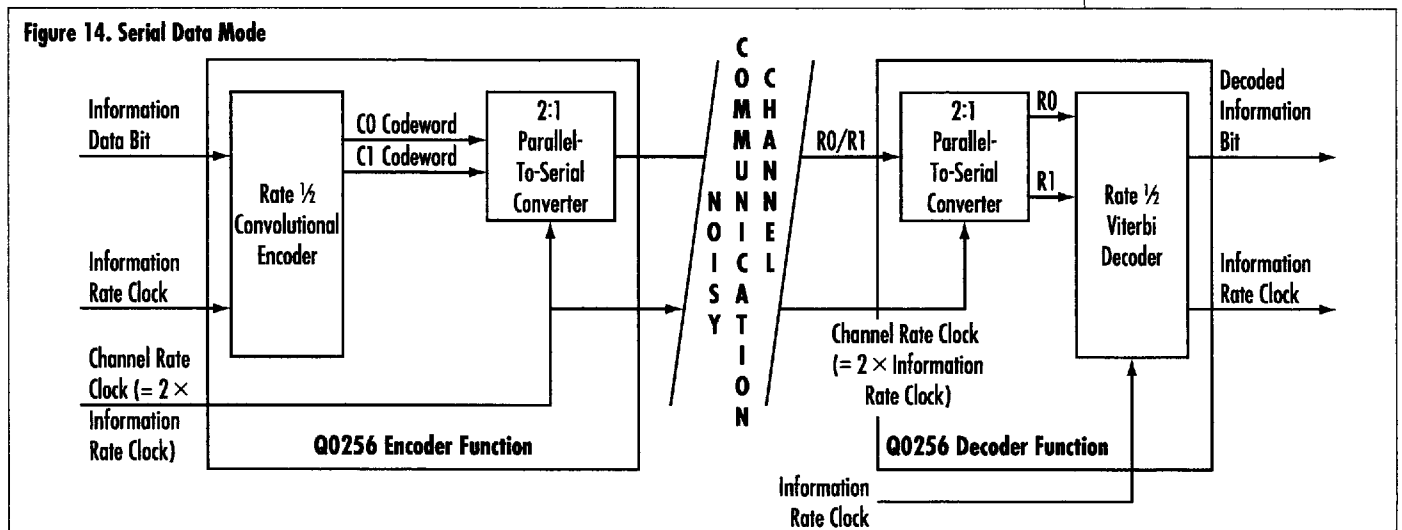 Figure 14. Serial Data Mode
Information
Data Bit
Information
Rate Clock
Channel Rate
Clock (= 2 ×
Information
Rate Clock)
Rate ½
Convolutional
Encoder
C0 Codeword
C1 Codeword
2:1
Parallel-
To-Serial
Converter
Q0256 Encoder Function
NOISY
COMMUNICATION
CHANNEL
R0/R1
2:1
Parallel-
To-Serial
Converter
R0
R1
Rate ½
Viterbi
Decoder
Channel Rate Clock
(= 2 × Information
Rate Clock)
Q0256 Decoder Function
Information
Rate Clock
Decoded
Information
Bit
Information
Rate Clock